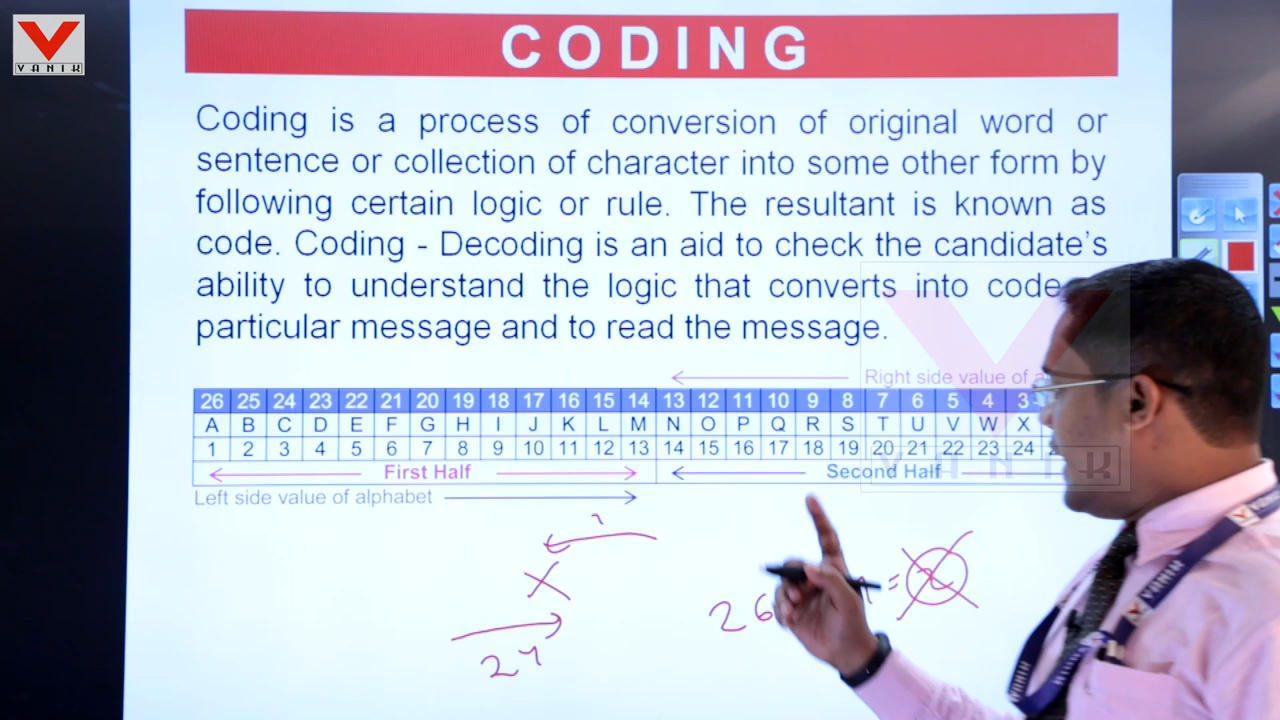 VANIK
CODING
Coding is a process of conversion of original word or
sentence or collection of character into some other form by
following certain logic or rule. The resultant is known as
code. Coding - Decoding is an aid to check the candidate's
ability to understand the logic that converts into code
particular message and to read the message.
Right side value of a
26 25 24 23 22 21 20 19 18 17 16 15 14 13 12 11 10 9 8 7 6 5 4 3
A B C D E F G H I J K L M N O P Q R S T U V W X
1 2 3 4 5 6 7 8 9 10 11 12 13 14 15 16 17 18 19 20 21 22 23 24
First Half Second Half
VANIK
Left side value of alphabet
X
24
26 = 2
VANIK